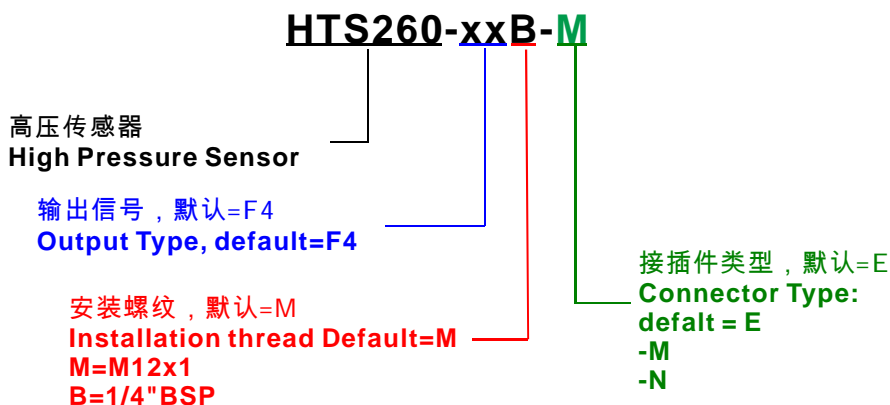 HTS260-xxB-M
高压传感器
High Pressure Sensor
输出信号，默认=F4
Output Type, default=F4
安装螺纹，默认=M
Installation thread Default=M
M=M12x1
B=1/4"BSP
接插件类型，默认=E
Connector Type:
defalt = E
-M
-N